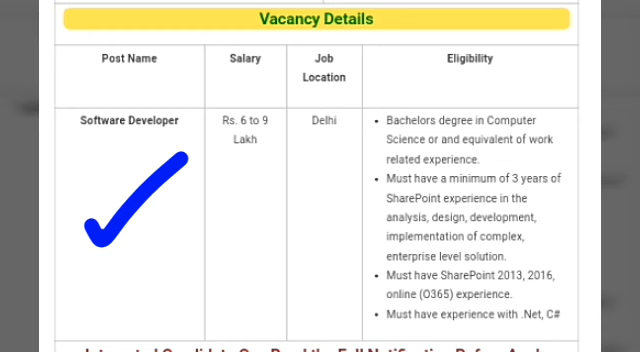 Vacancy Details
Post Name
Salary
Job
Location
Eligibility
Software Developer
Rs. 6 to 9
Lakh
Delhi
• Bachelors degree in Computer
Science or and equivalent of work
related experience.
• Must have a minimum of 3 years of
SharePoint experience in the
analysis, design, development,
implementation of complex,
enterprise level solution.
• Must have SharePoint 2013, 2016,
online (O365) experience.
• Must have experience with .Net, C#